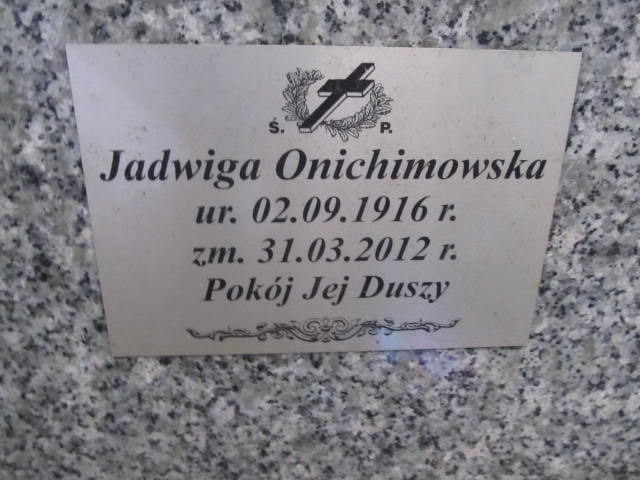 Ś. P.
Jadwiga Onichimowska
ur. 02.09.1916 r.
zm. 31.03.2012 r.
Pokój Jej Duszy